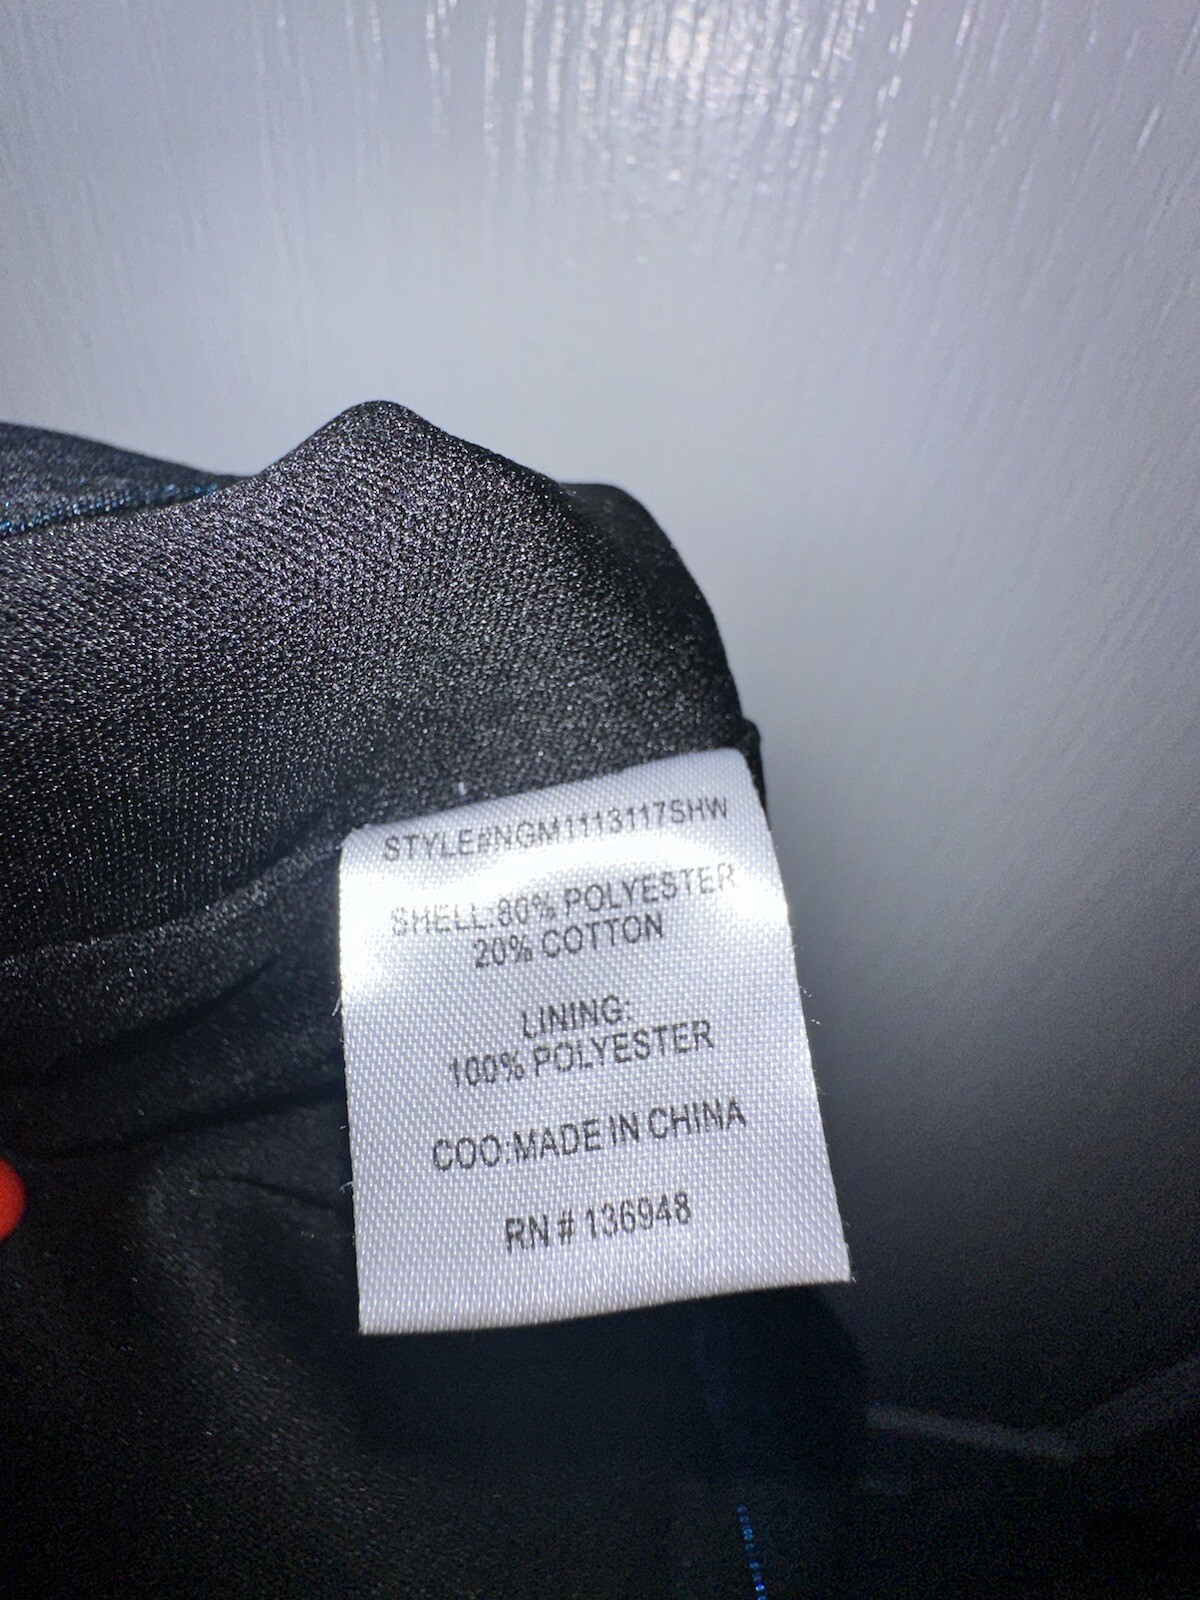 STYLE#NGM1113117SHW
SHELL:80% POLYESTER
20% COTTON
LINING:
100% POLYESTER
COO:MADE IN CHINA
RN # 136948